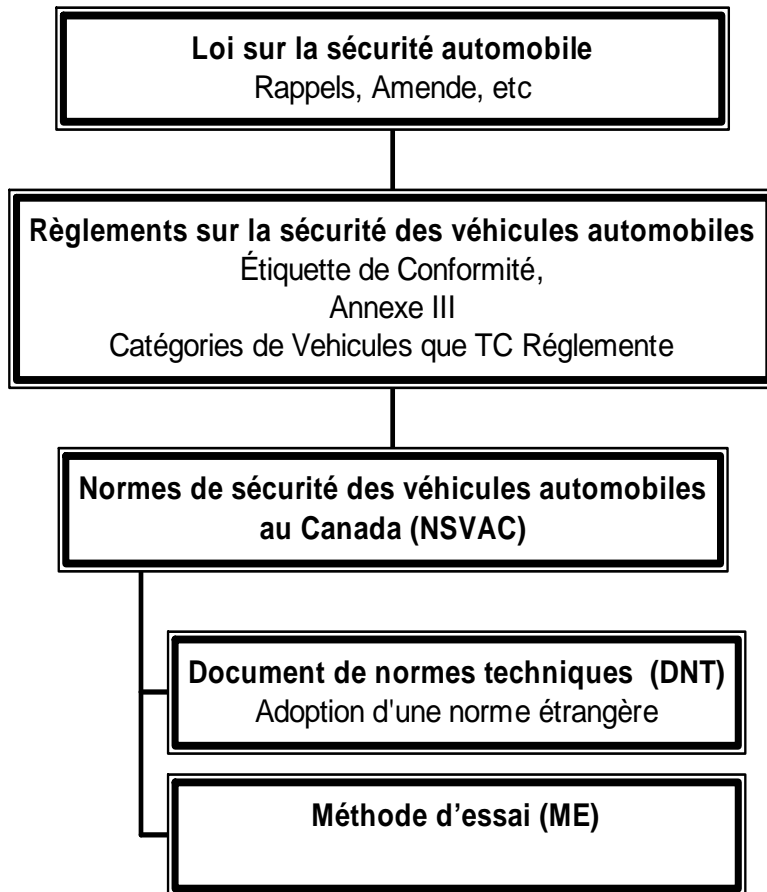 Loi sur la sécurité automobile
Rappels, Amende, etc
Règlements sur la sécurité des véhicules automobiles
Étiquette de Conformité,
Annexe III
Catégories de Vehicules que TC Réglemente
Normes de sécurité des véhicules automobiles
au Canada (NSVAC)
Document de normes techniques (DNT)
Adoption d'une norme étrangère
Méthode d’essai (ME)